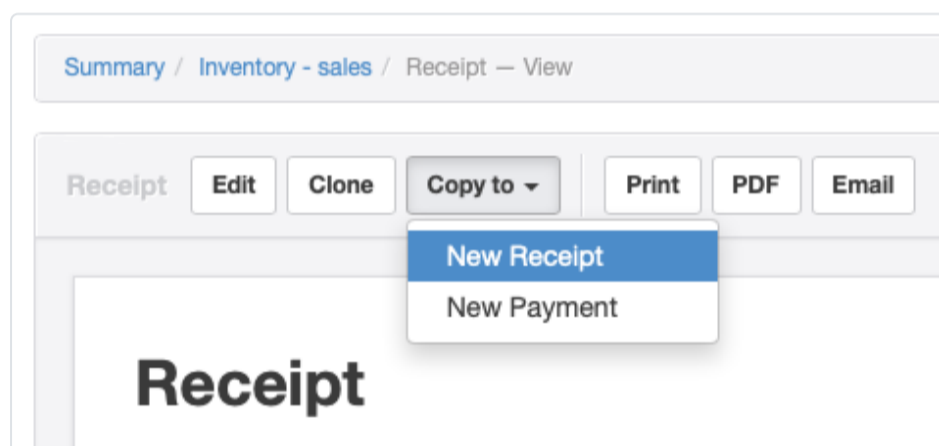 Summary / Inventory - sales / Receipt — View
Receipt Edit Clone Copy to Print PDF Email
New Receipt
New Payment
Receipt